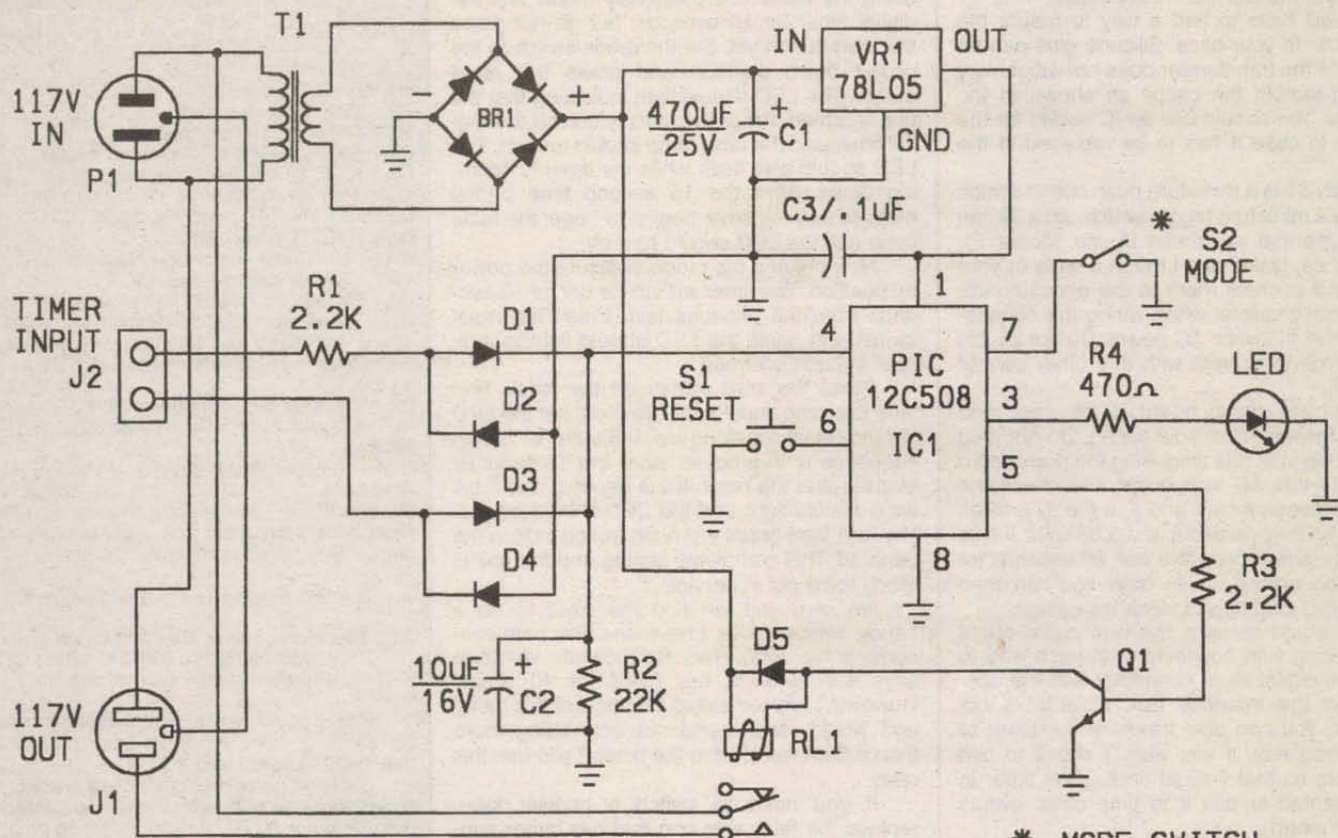 T1
117V
IN
P1
BR1
+
470uF
25V
+
C1
IN
OUT
VR1
78L05
GND
C3/.1uF
*
S2
MODE
TIMER
INPUT
J2
R1
2.2K
D1
D2
D3
D4
S1
RESET
1
4
7
6
3
5
8
PIC
12C508
IC1
R4
470Ω
LED
R3
2.2K
Q1
10uF
16V
+
C2
R2
22K
D5
RL1
117V
OUT
J1
* MODE SWITCH